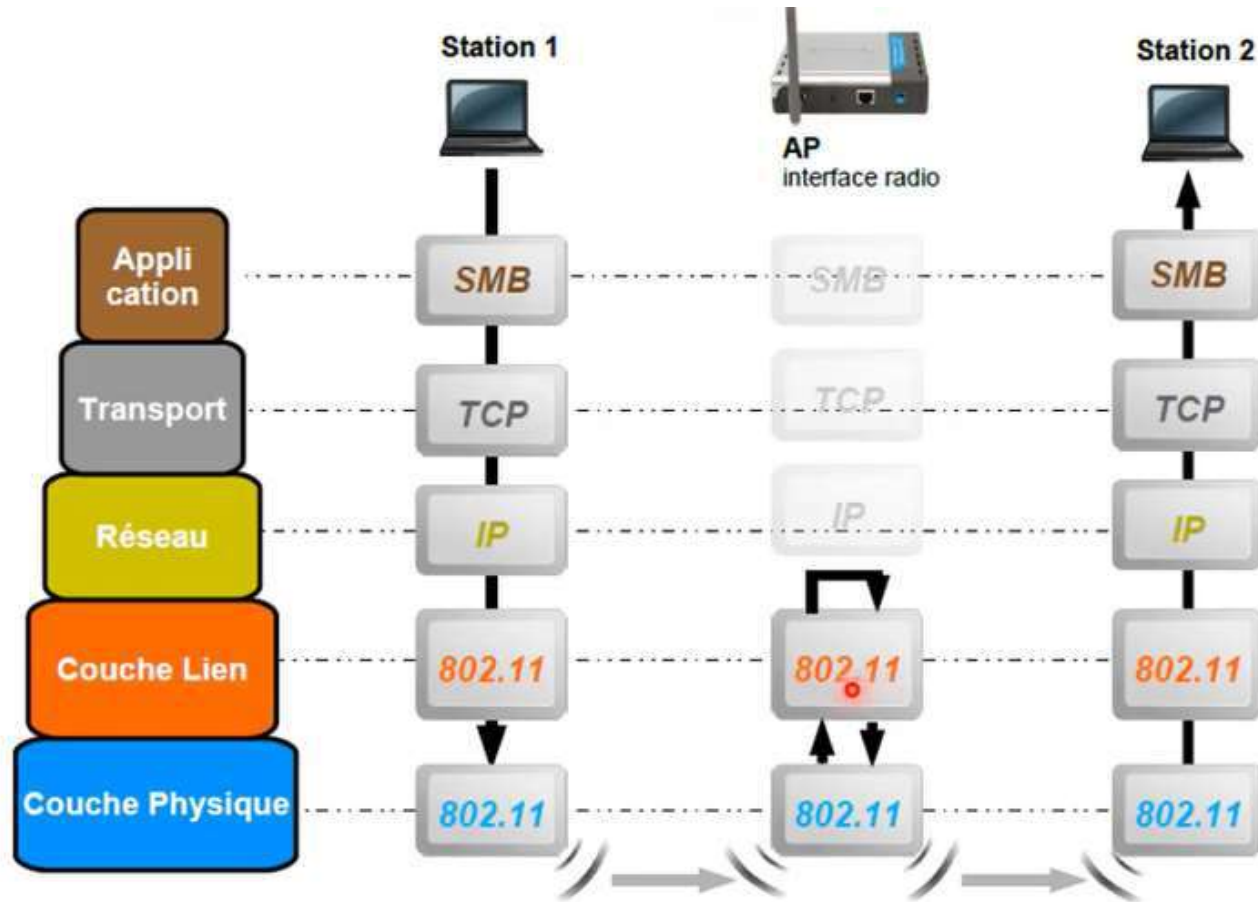 Station 1
AP
interface radio
Station 2
Appli
cation
SMB
SMB
SMB
Transport
TCP
TCP
TCP
Réseau
IP
IP
IP
Couche Lien
802.11
802.11
802.11
Couche Physique
802.11
802.11
802.11